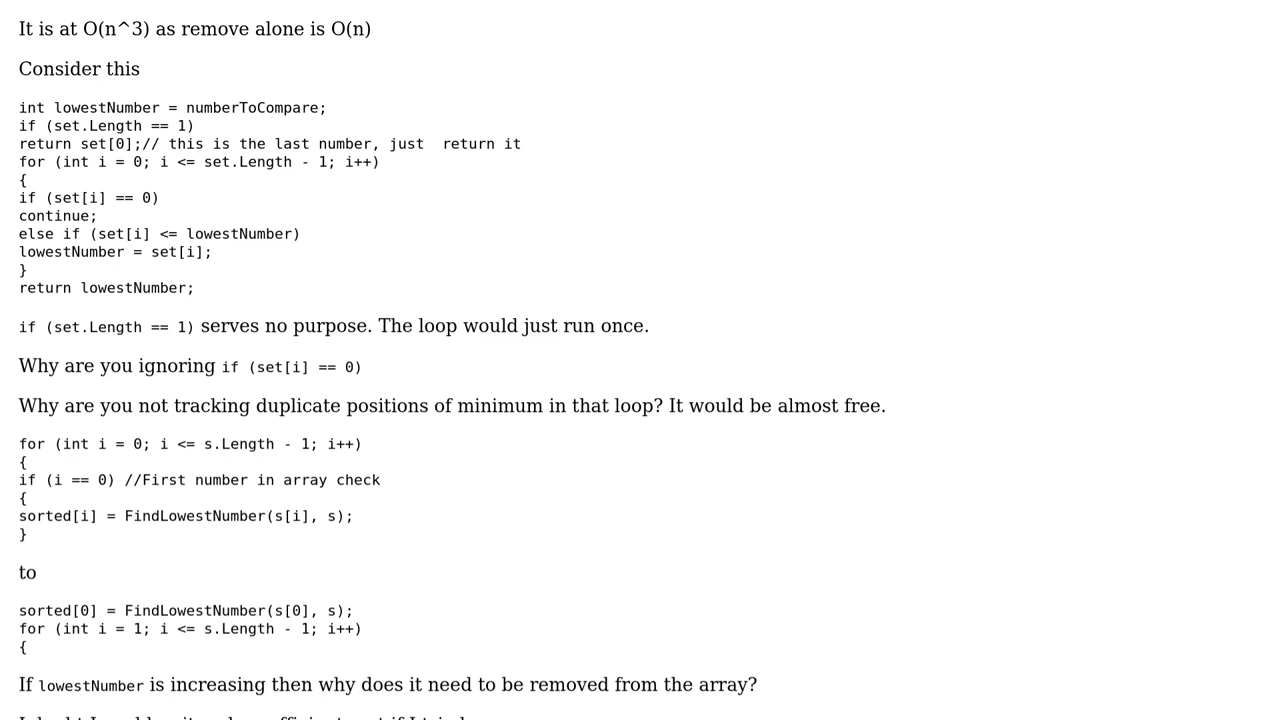 It is at O(n^3) as remove alone is O(n)
Consider this
int lowestNumber = numberToCompare;
if (set.Length == 1)
return set[0];// this is the last number, just  return it
for (int i = 0; i <= set.Length - 1; i++)
{
if (set[i] == 0)
continue;
else if (set[i] <= lowestNumber)
lowestNumber = set[i];
}
return lowestNumber;
if (set.Length == 1) serves no purpose. The loop would just run once.
Why are you ignoring if (set[i] == 0)
Why are you not tracking duplicate positions of minimum in that loop? It would be almost free.
for (int i = 0; i <= s.Length - 1; i++)
{
if (i == 0) //First number in array check
{
sorted[i] = FindLowestNumber(s[i], s);
}
to
sorted[0] = FindLowestNumber(s[0], s);
for (int i = 1; i <= s.Length - 1; i++)
{
If lowestNumber is increasing then why does it need to be removed from the array?